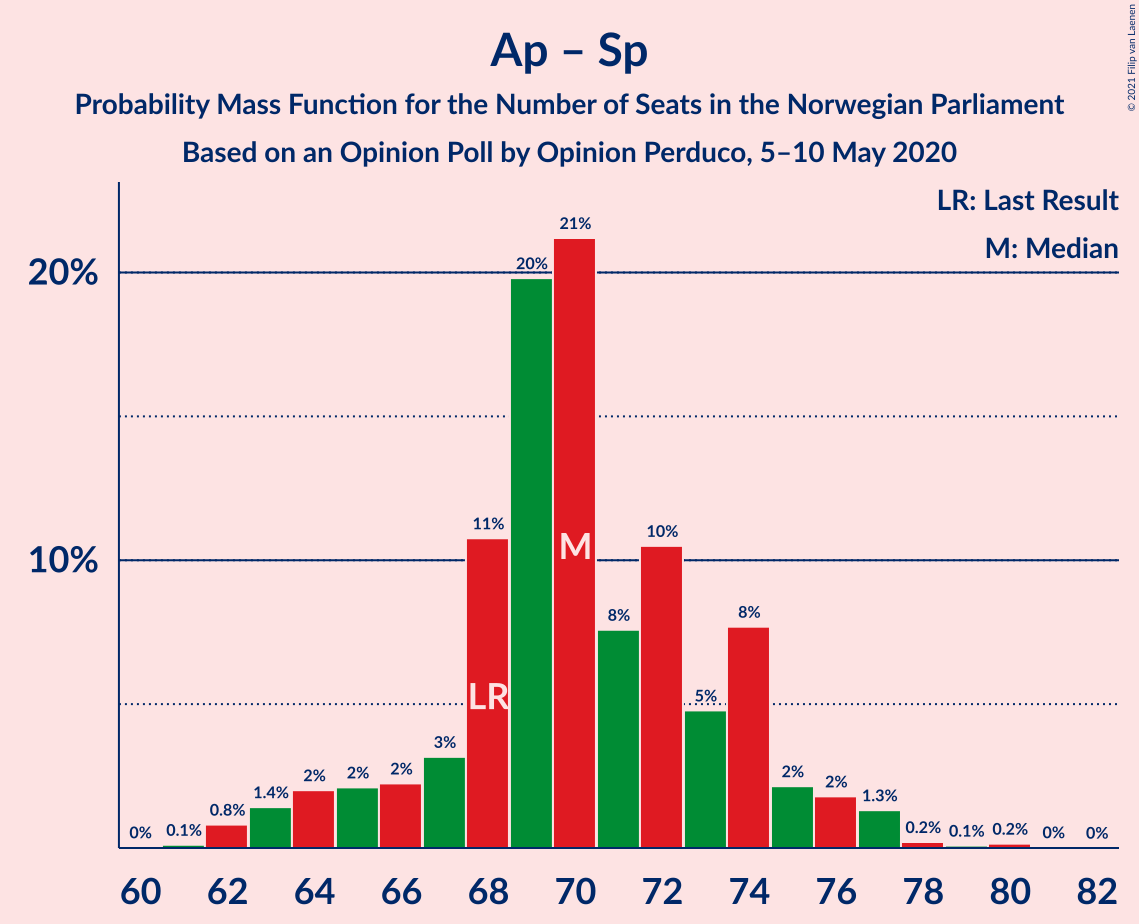 Ap – Sp
Probability Mass Function for the Number of Seats in the Norwegian Parliament
Based on an Opinion Poll by Opinion Perduco, 5–10 May 2020
© 2021 Filip van Laenen
LR: Last Result
M: Median
20%
10%
0%
0.1%
0.8%
1.4%
2%
2%
2%
3%
11%
20%
21%
8%
10%
5%
8%
2%
2%
1.3%
0.2%
0.1%
0.2%
0%
0%
LR
M
60 62 64 66 68 70 72 74 76 78 80 82